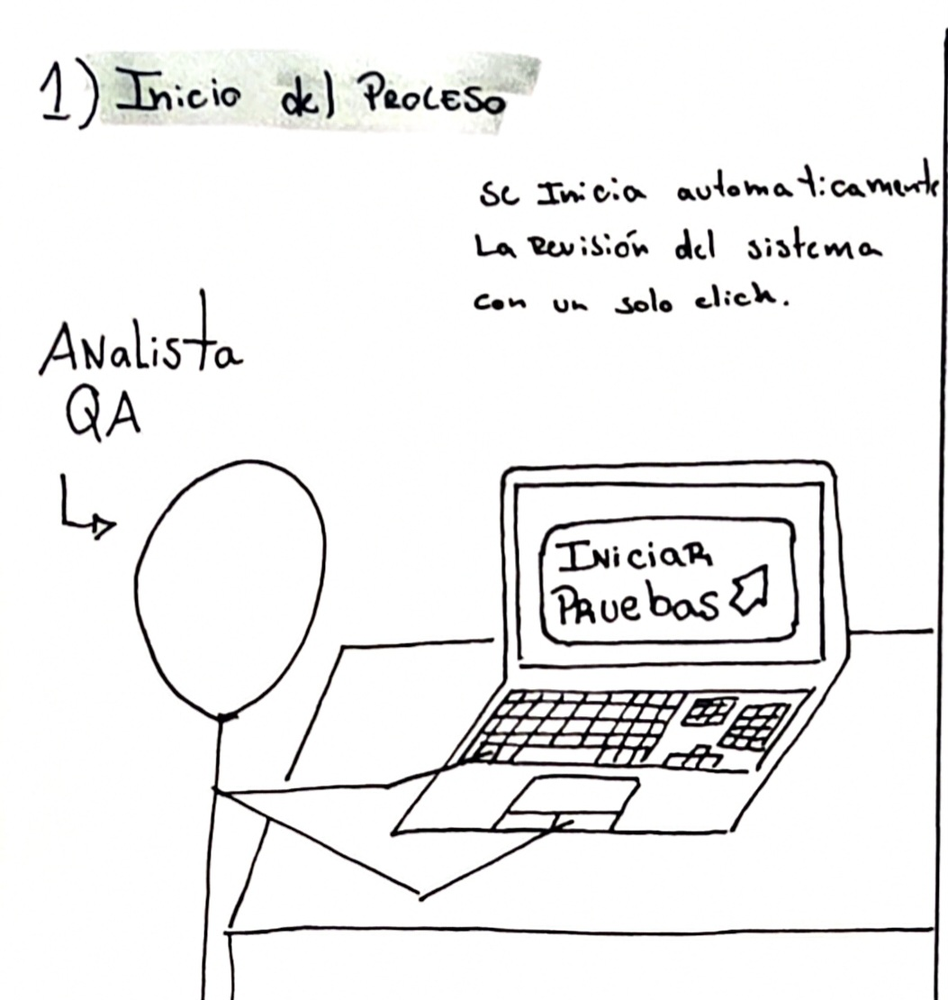 1) Inicio del PROCESO
Se Inicia automaticamente
La Revisión del sistema
con un solo click.
ANalista
QA
INiciaR
PRuebas